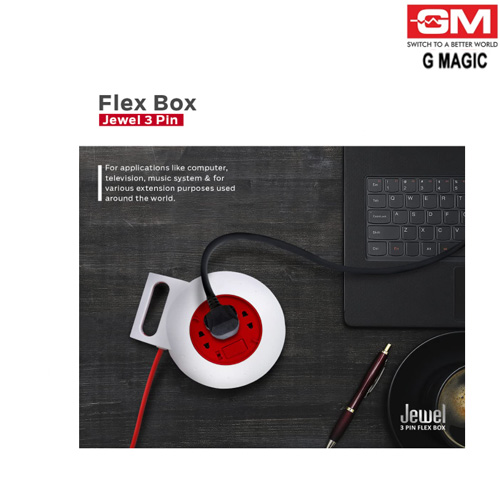 GM
SWITCH TO A BETTER WORLD
G MAGIC
Flex Box
Jewel 3 Pin
For applications like computer,
television, music system & for
various extension purposes used
around the world.
Jewel
3 PIN FLEX BOX